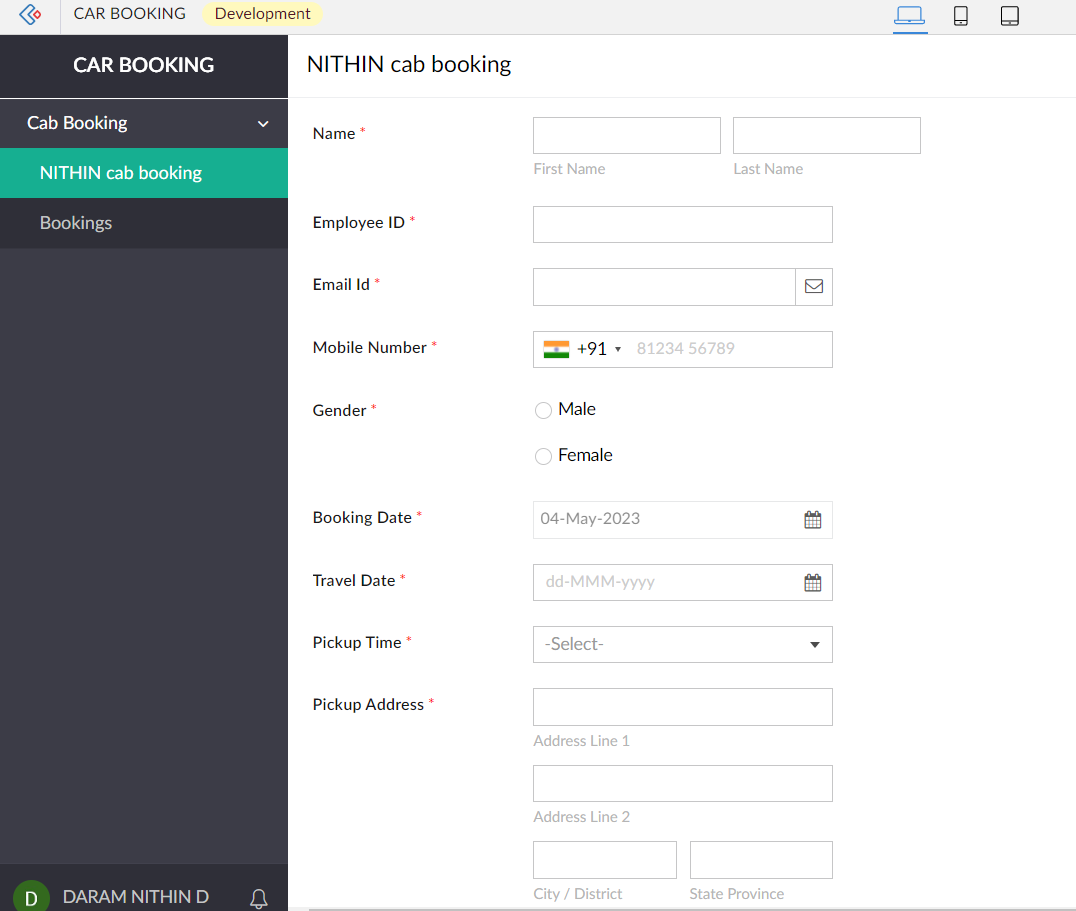 CAR BOOKING Development
CAR BOOKING
Cab Booking
NITHIN cab booking
Bookings
DARAM NITHIN D
D
NITHIN cab booking
Name *
First Name Last Name
Employee ID *
Email Id *
Mobile Number * +91 81234 56789
Gender * Male
Female
Booking Date * 04-May-2023
Travel Date * dd-MMM-yyyy
Pickup Time * -Select-
Pickup Address *
Address Line 1
Address Line 2
City / District State Province